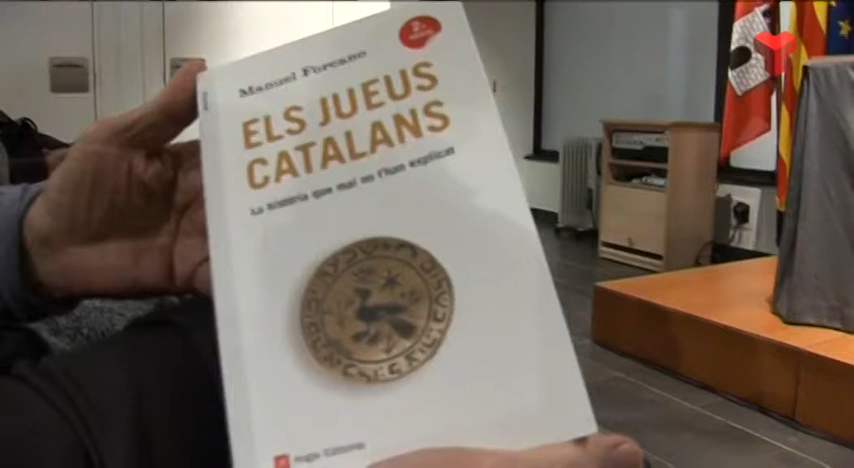 Manuel Forcano
ELS JUEUS
CATALANS
La història que mai no t'han explicat